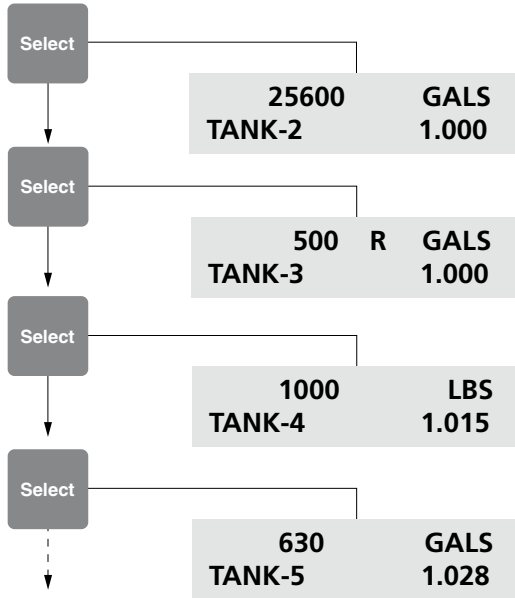 Select
25600 GALS
TANK-2 1.000
Select
500 R GALS
TANK-3 1.000
Select
1000 LBS
TANK-4 1.015
Select
630 GALS
TANK-5 1.028